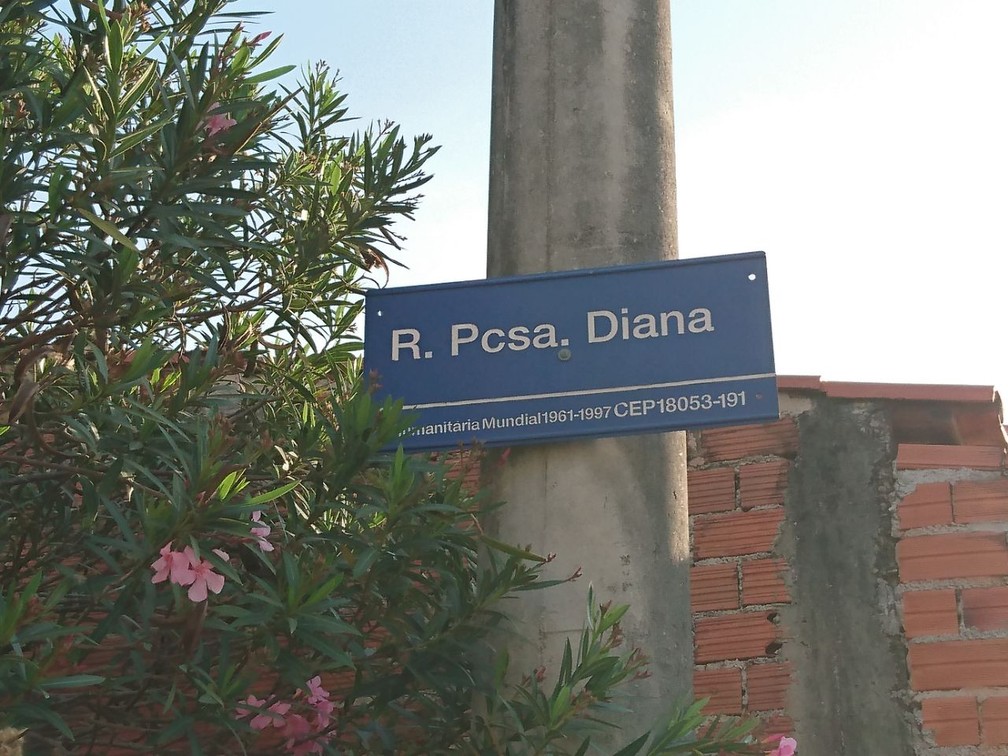 R. Pcsa. Diana
Mundial 1961-1997 CEP 18053-191